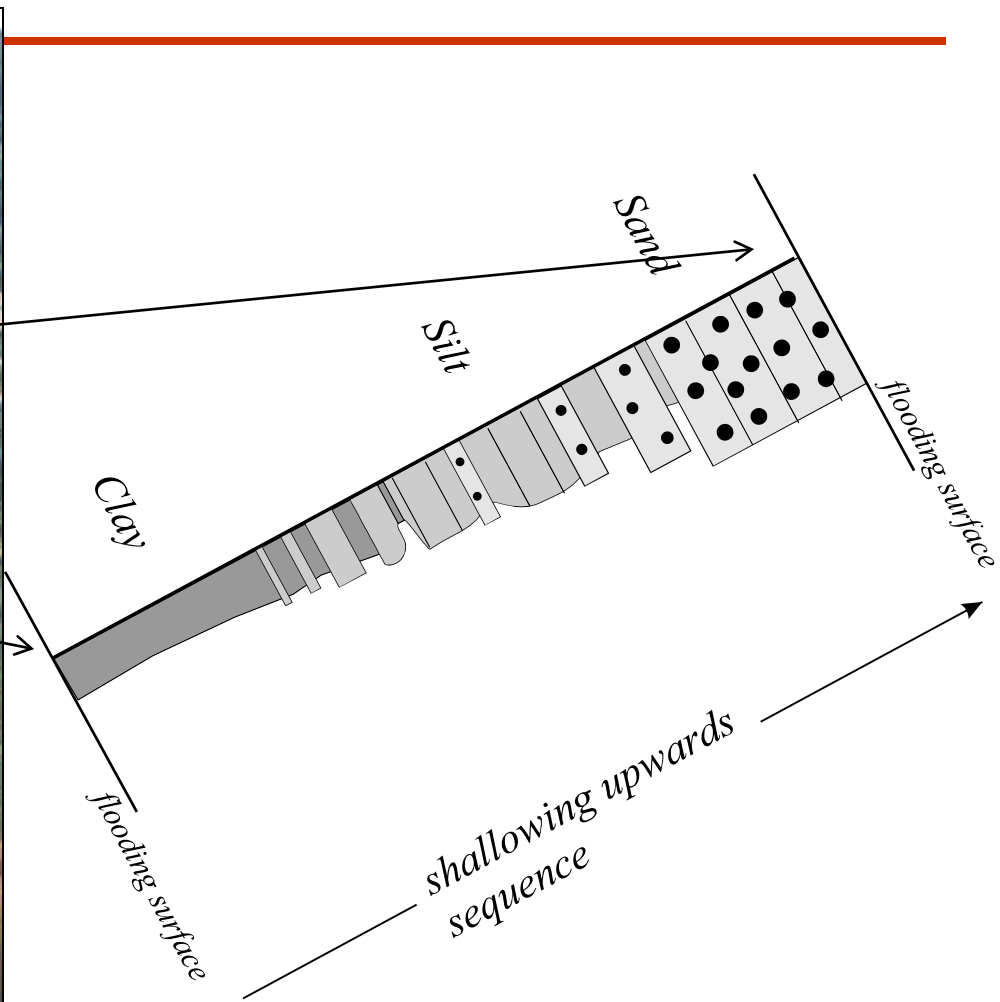 Sand
Silt
Clay
flooding surface
flooding surface
shallowing upwards
sequence